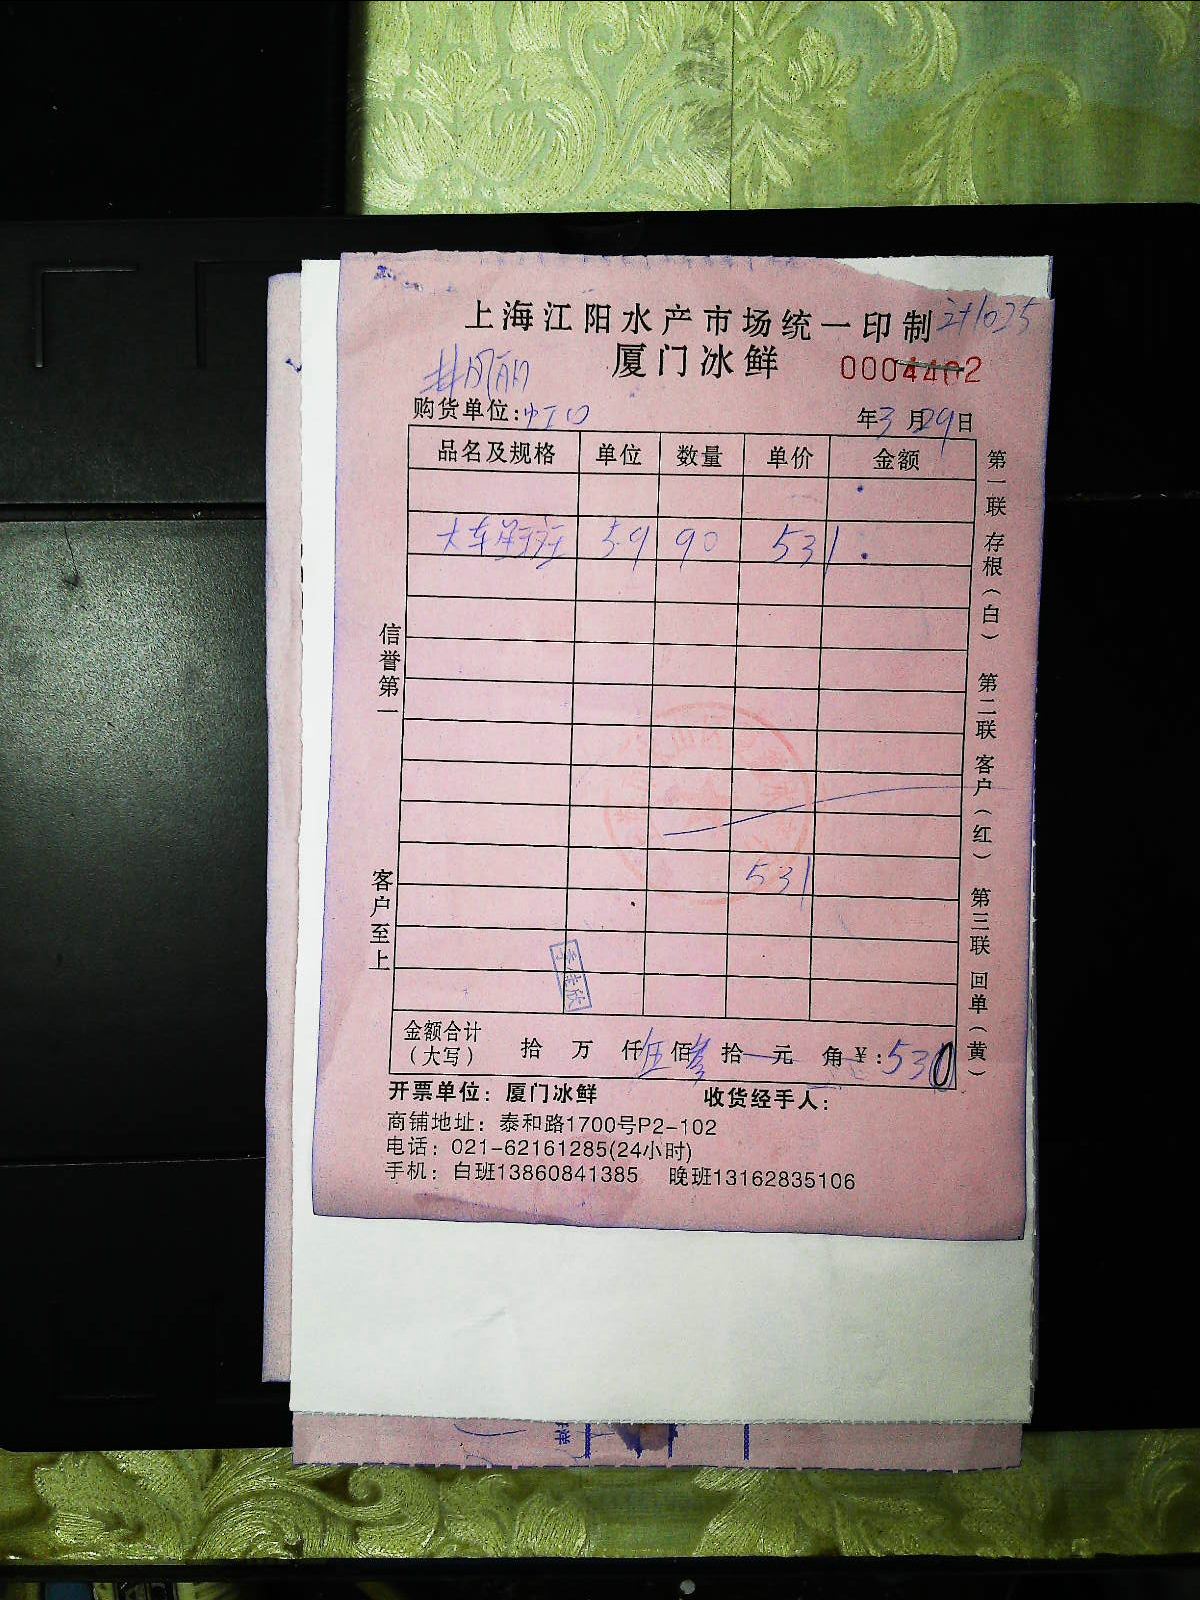 上海江阳水产市场统一印制
厦门冰鲜 0004402
购货单位:虹口 年3月29日
品名及规格 单位 数量 单价 金额
5.9 90 531
531
信誉第一
客户至上
第一联 存根(白) 第二联 客户(红) 第三联 回单(黄)
金额合计(大写) 拾 万 仟伍佰叁拾 元 角 ¥:530
开票单位: 厦门冰鲜 收货经手人:
商铺地址: 泰和路1700号P2-102
电话: 021-62161285(24小时)
手机: 白班13860841385 晚班13162835106